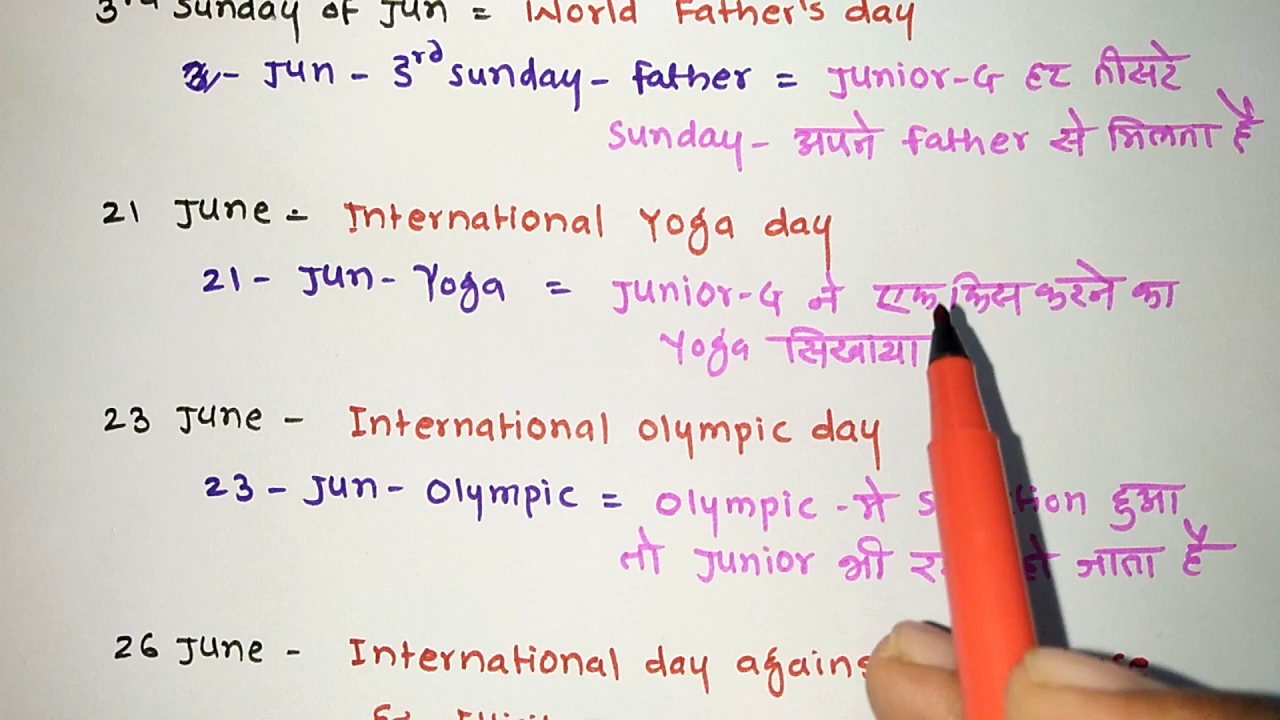 3rd Sunday of Jun = World Father's day
- Jun - 3rd sunday - father = Junior-G हर तीसरे
Sunday - अपने father से मिलता है
21 June - International Yoga day
21 - Jun - Yoga = Junior-G ने एक किस करने का
Yoga सिखाया
23 June - International Olympic day
23 - Jun - Olympic = Olympic - मे हुआ
तो Junior भी हो जाता है
26 June - International day